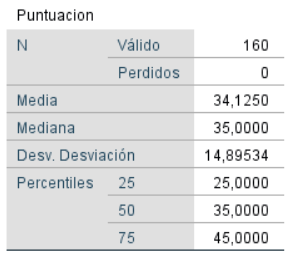 Puntuacion
N Válido 160
Perdidos 0
Media 34,1250
Mediana 35,0000
Desv. Desviación 14,89534
Percentiles 25 25,0000
50 35,0000
75 45,0000